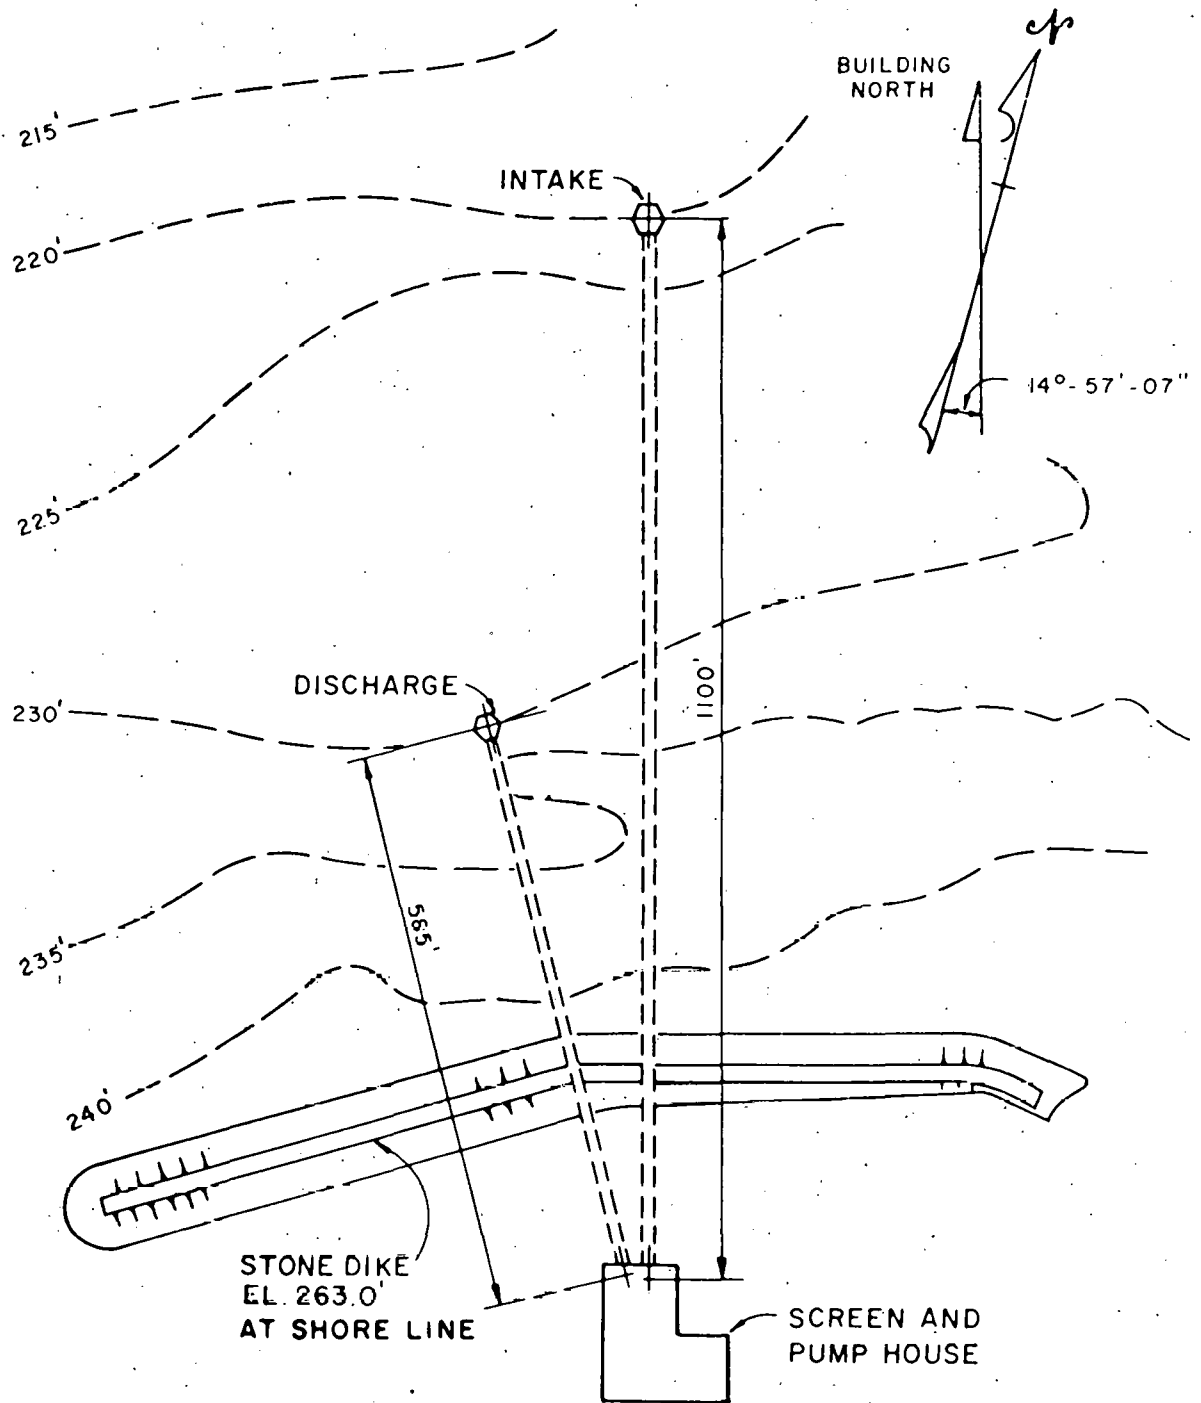 N
BUILDING
NORTH
215'
INTAKE
220'
14°-57'-07"
225'
DISCHARGE
230'
1100'
585'
235'
240'
STONE DIKE
EL. 263.0'
AT SHORE LINE
SCREEN AND
PUMP HOUSE